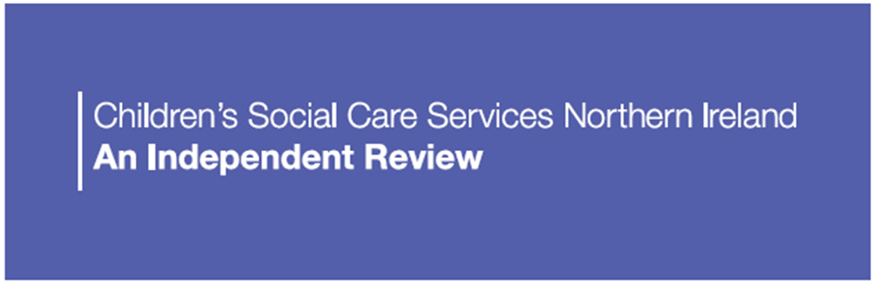 Children’s Social Care Services Northern Ireland
An Independent Review